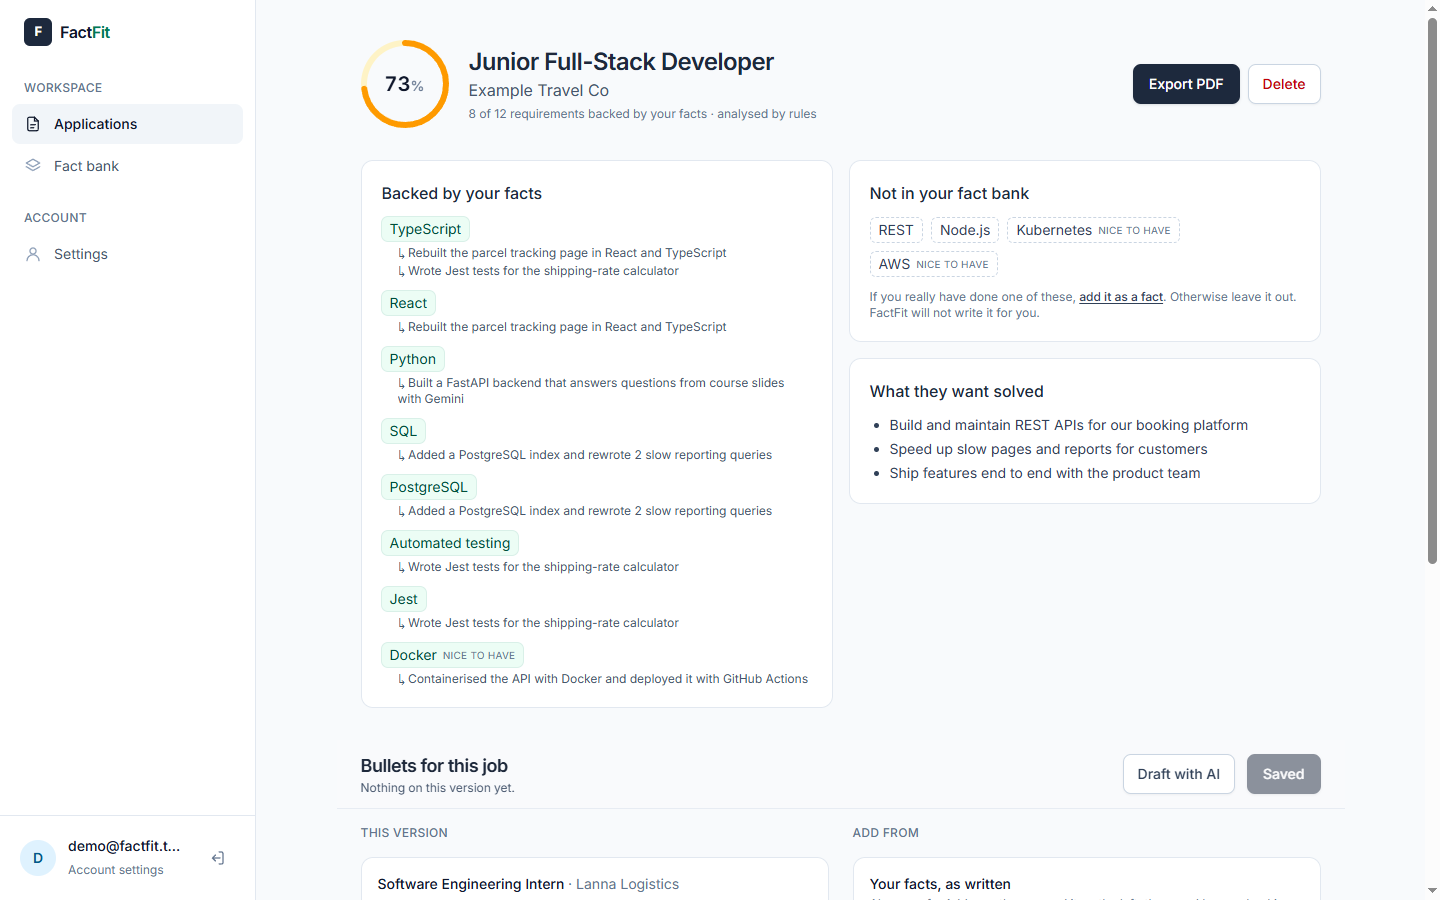 F FactFit
WORKSPACE
Applications
Fact bank
ACCOUNT
Settings
demo@factfit.t...
D
Account settings
73%
Junior Full-Stack Developer
Example Travel Co
8 of 12 requirements backed by your facts · analysed by rules
Export PDF
Delete
Backed by your facts
TypeScript
↳ Rebuilt the parcel tracking page in React and TypeScript
↳ Wrote Jest tests for the shipping-rate calculator
React
↳ Rebuilt the parcel tracking page in React and TypeScript
Python
↳ Built a FastAPI backend that answers questions from course slides
with Gemini
SQL
↳ Added a PostgreSQL index and rewrote 2 slow reporting queries
PostgreSQL
↳ Added a PostgreSQL index and rewrote 2 slow reporting queries
Automated testing
↳ Wrote Jest tests for the shipping-rate calculator
Jest
↳ Wrote Jest tests for the shipping-rate calculator
Docker NICE TO HAVE
↳ Containerised the API with Docker and deployed it with GitHub Actions
Not in your fact bank
REST Node.js Kubernetes NICE TO HAVE
AWS NICE TO HAVE
If you really have done one of these, add it as a fact. Otherwise leave it out.
FactFit will not write it for you.
What they want solved
• Build and maintain REST APIs for our booking platform
• Speed up slow pages and reports for customers
• Ship features end to end with the product team
Bullets for this job
Nothing on this version yet.
Draft with AI
Saved
THIS VERSION
Software Engineering Intern · Lanna Logistics
ADD FROM
Your facts, as written